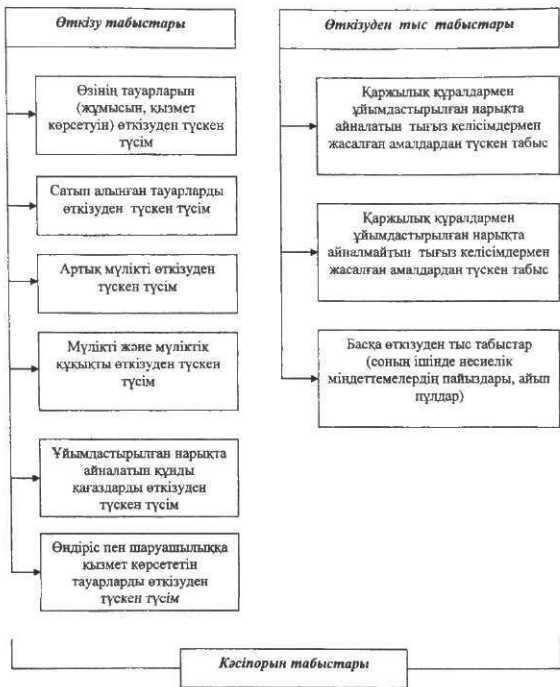 Өткізу табыстары
Өзінің тауарларын
(жұмысын, қызмет
көрсетуін) өткізуден түскен
түсім
Сатып алынған тауарларды
өткізуден түскен түсім
Артық мүлікті өткізуден
түскен түсім
Мүлікті және мүліктік
құқықты өткізуден түскен
түсім
Ұйымдастырылған нарықта
айналатын құнды
қағаздарды өткізуден
түскен түсім
Өндіріс пен шаруашылыққа
қызмет көрсететін
тауарларды өткізуден
түскен түсім
Өткізуден тыс табыстары
Қаржылық құралдармен
ұйымдастырылған нарықта
айналатын тығыз келісімдермен
жасалған амалдардан түскен табыс
Қаржылық құралдармен
ұйымдастырылған нарықта
айналмайтын тығыз келісімдермен
жасалған амалдардан түскен табыс
Басқа өткізуден тыс табыстар
(соның ішінде несиелік
міндеттемелердің пайыздары, айып
пұлдар)
Кәсіпорын табыстары